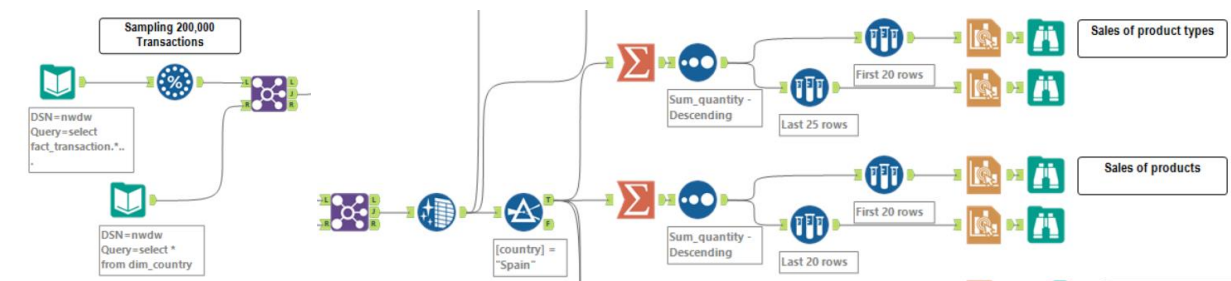 Sampling 200,000
Transactions
DSN=nwdw
Query=select
fact_transaction.*..
.
DSN=nwdw
Query=select *
from dim_country
[country] =
"Spain"
Sum_quantity -
Descending
First 20 rows
Last 25 rows
Sales of product types
Sum_quantity -
Descending
First 20 rows
Last 20 rows
Sales of products
L
R
L
J
R
L
R
L
J
R
T
F
%
Σ
Σ